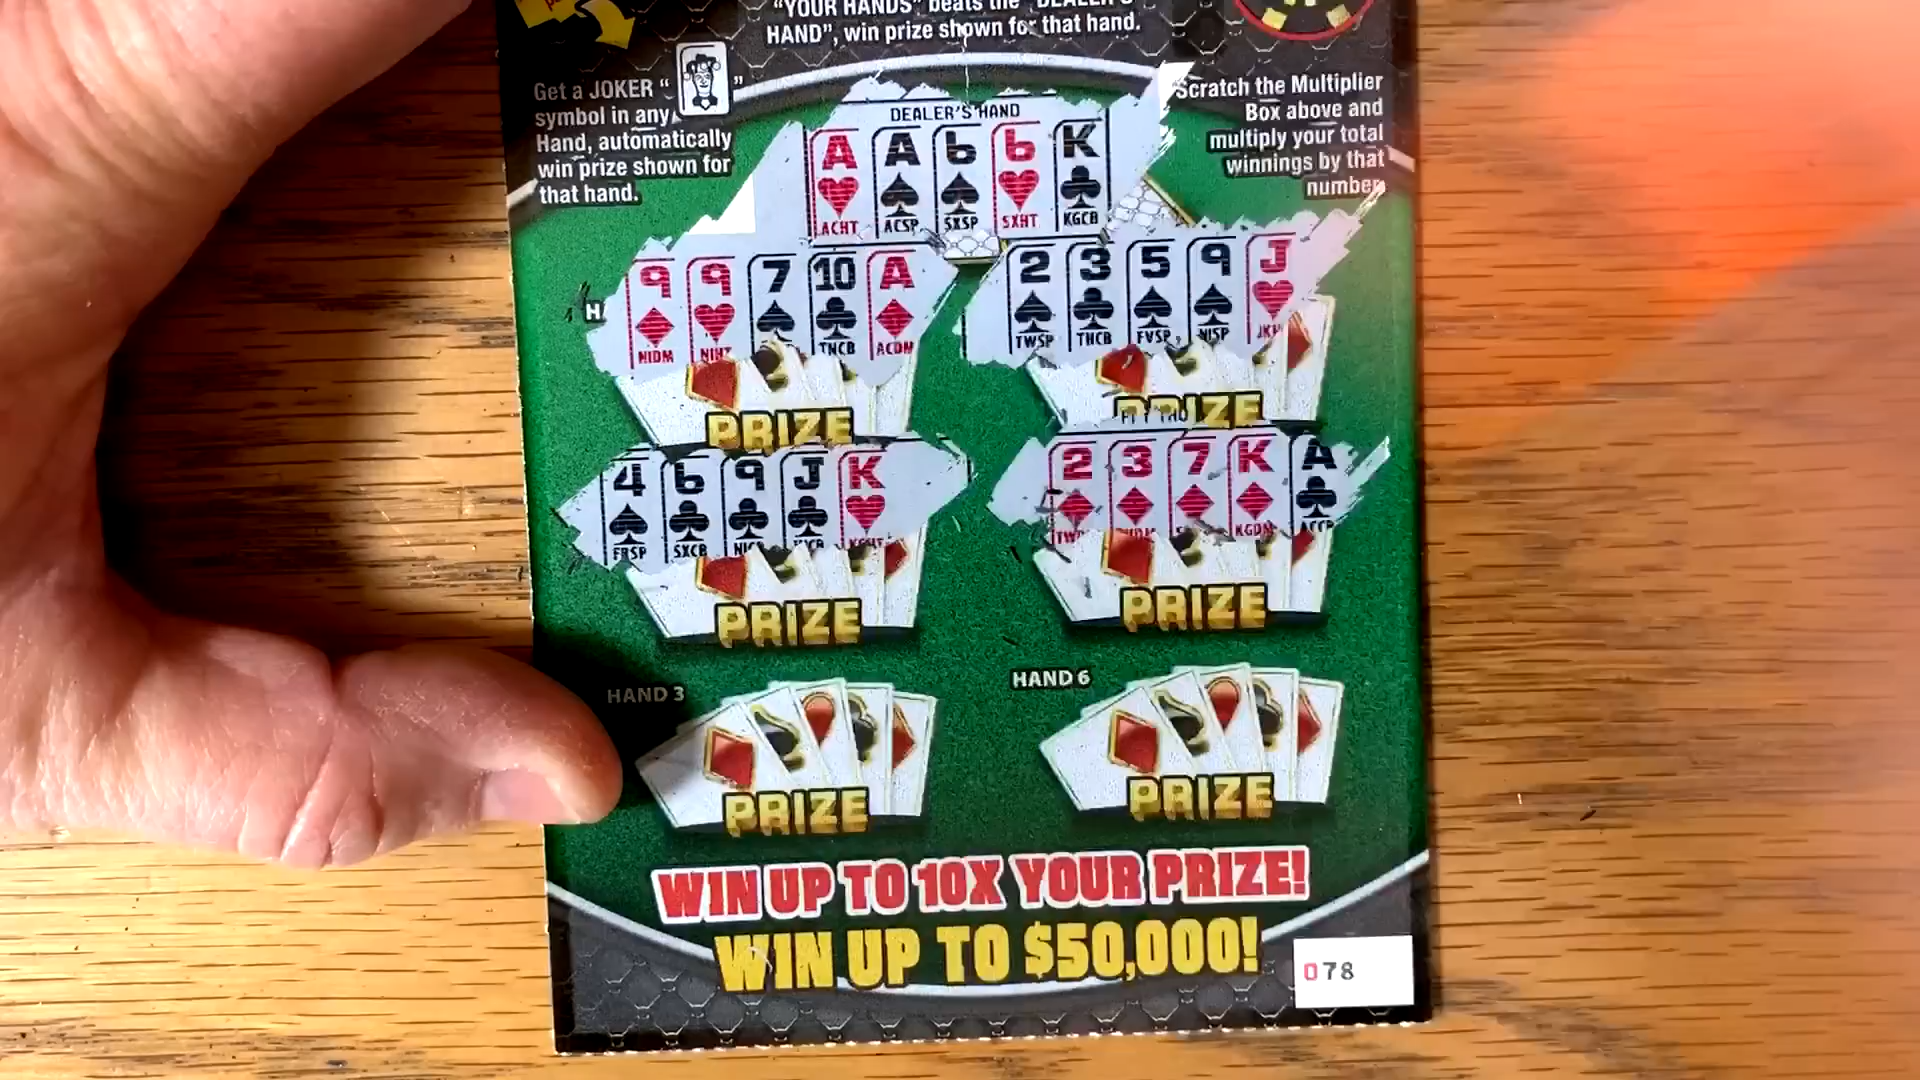 "YOUR HANDS" beats the "DEALER'S
HAND", win prize shown for that hand.
Get a JOKER " "
symbol in any
Hand, automatically
win prize shown for
that hand.
Scratch the Multiplier
Box above and
multiply your total
winnings by that
number.
DEALER'S HAND
A A 6 6 K
ACHT ACSP SXSP SXHT KGCB
9 9 7 10 A
NIDM NIHT TNCB ACDM
2 3 5 9 J
TWSP THCB FVSP NISP
PRIZE
PRIZE
4 6 9 J K
FRSP SXCB
2 3 7 K A
KGDM ACCB
PRIZE
PRIZE
HAND 3
HAND 6
PRIZE
PRIZE
WIN UP TO 10X YOUR PRIZE!
WIN UP TO $50,000!
078